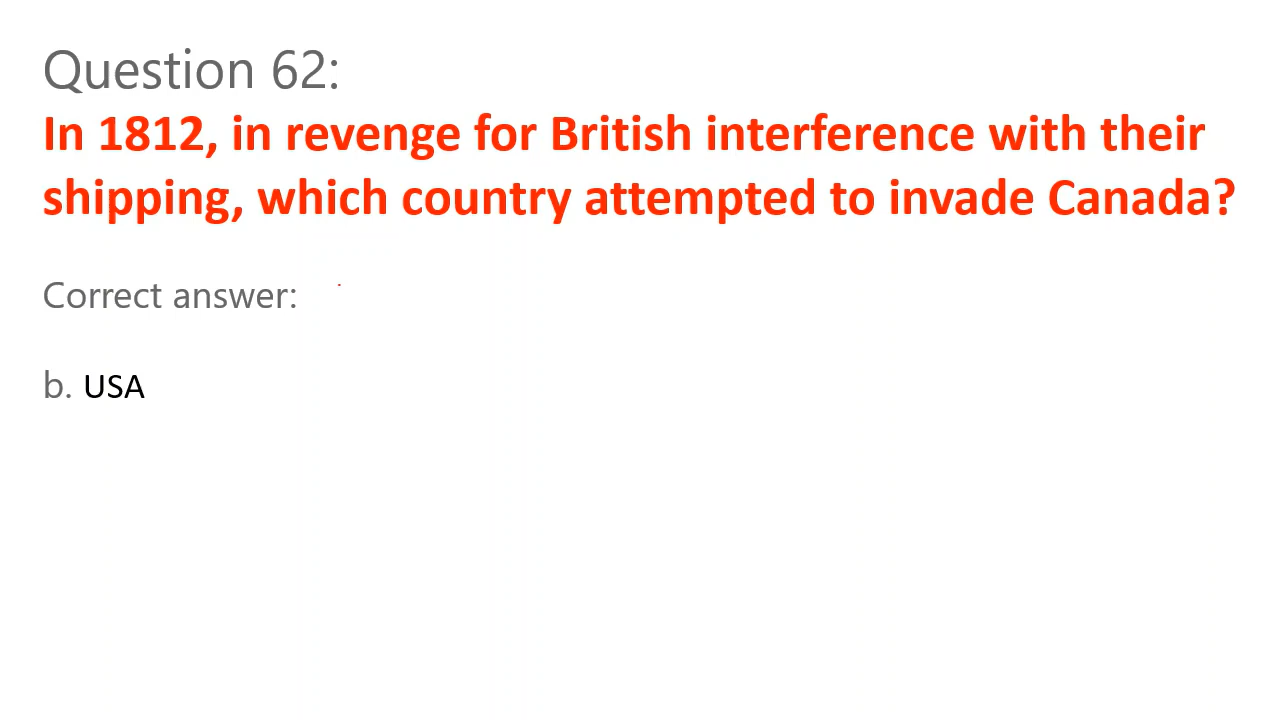 Question 62:
In 1812, in revenge for British interference with their
shipping, which country attempted to invade Canada?
Correct answer:
b. USA